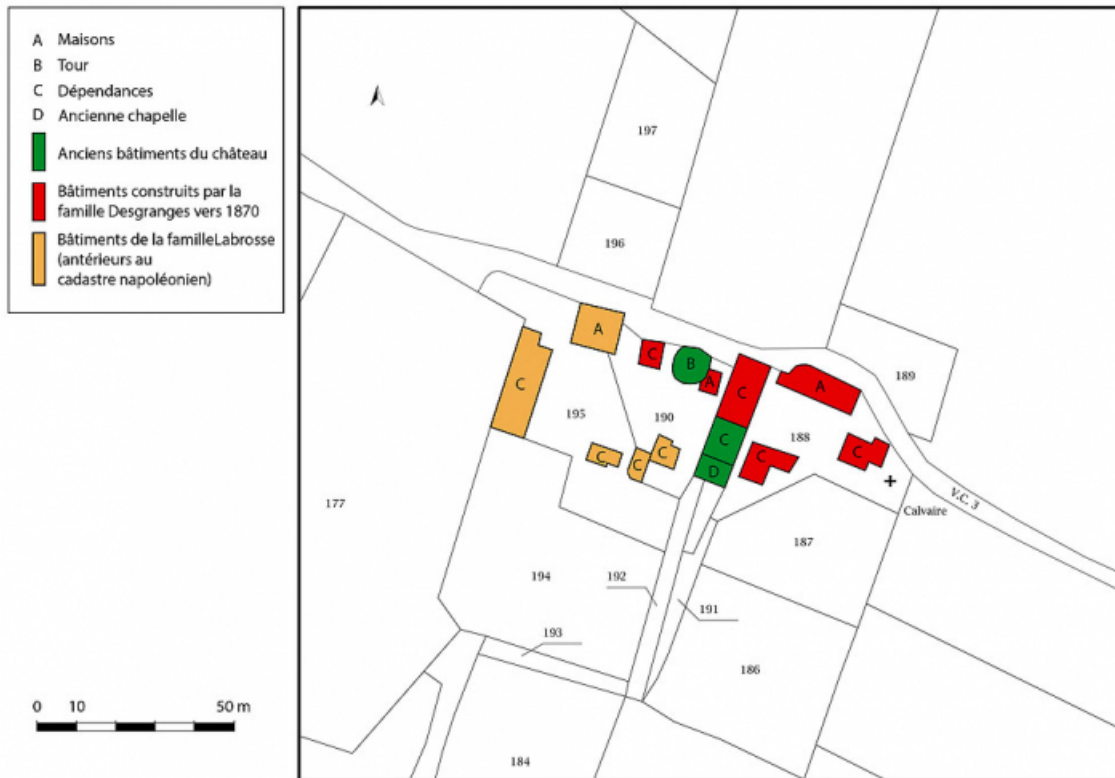 A Maisons
B Tour
C Dépendances
D Ancienne chapelle
Anciens bâtiments du château
Bâtiments construits par la
famille Desgranges vers 1870
Bâtiments de la familleLabrosse
(antérieurs au
cadastre napoléonien)
0 10 50 m
197
196
189
A
C
B
A
C
A
C
195
190
C
188
C
C
C
C
C
D
177
Calvaire
V.C. 3
187
194
192
191
193
186
184